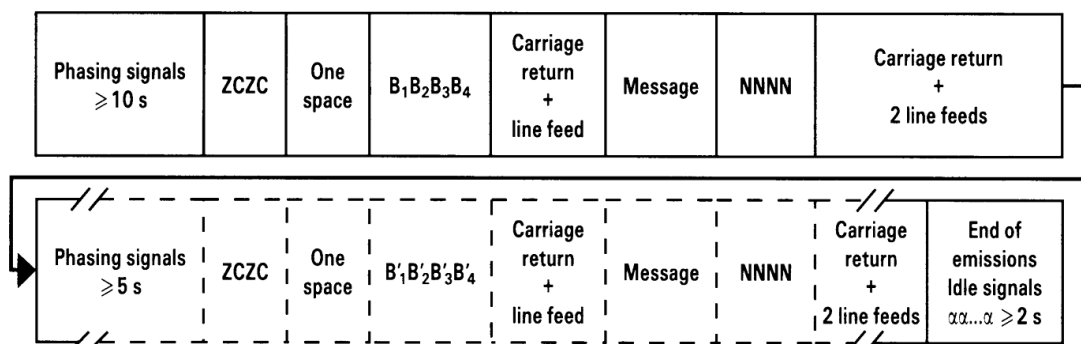 Phasing signals
⩾10 s
ZCZC
One
space
B₁B₂B₃B₄
Carriage
return
+
line feed
Message
NNNN
Carriage return
+
2 line feeds
Phasing signals
⩾5 s
ZCZC
One
space
B′₁B′₂B′₃B′₄
Carriage
return
+
line feed
Message
NNNN
Carriage
return
+
2 line feeds
End of
emissions
Idle signals
αα...α ⩾2 s